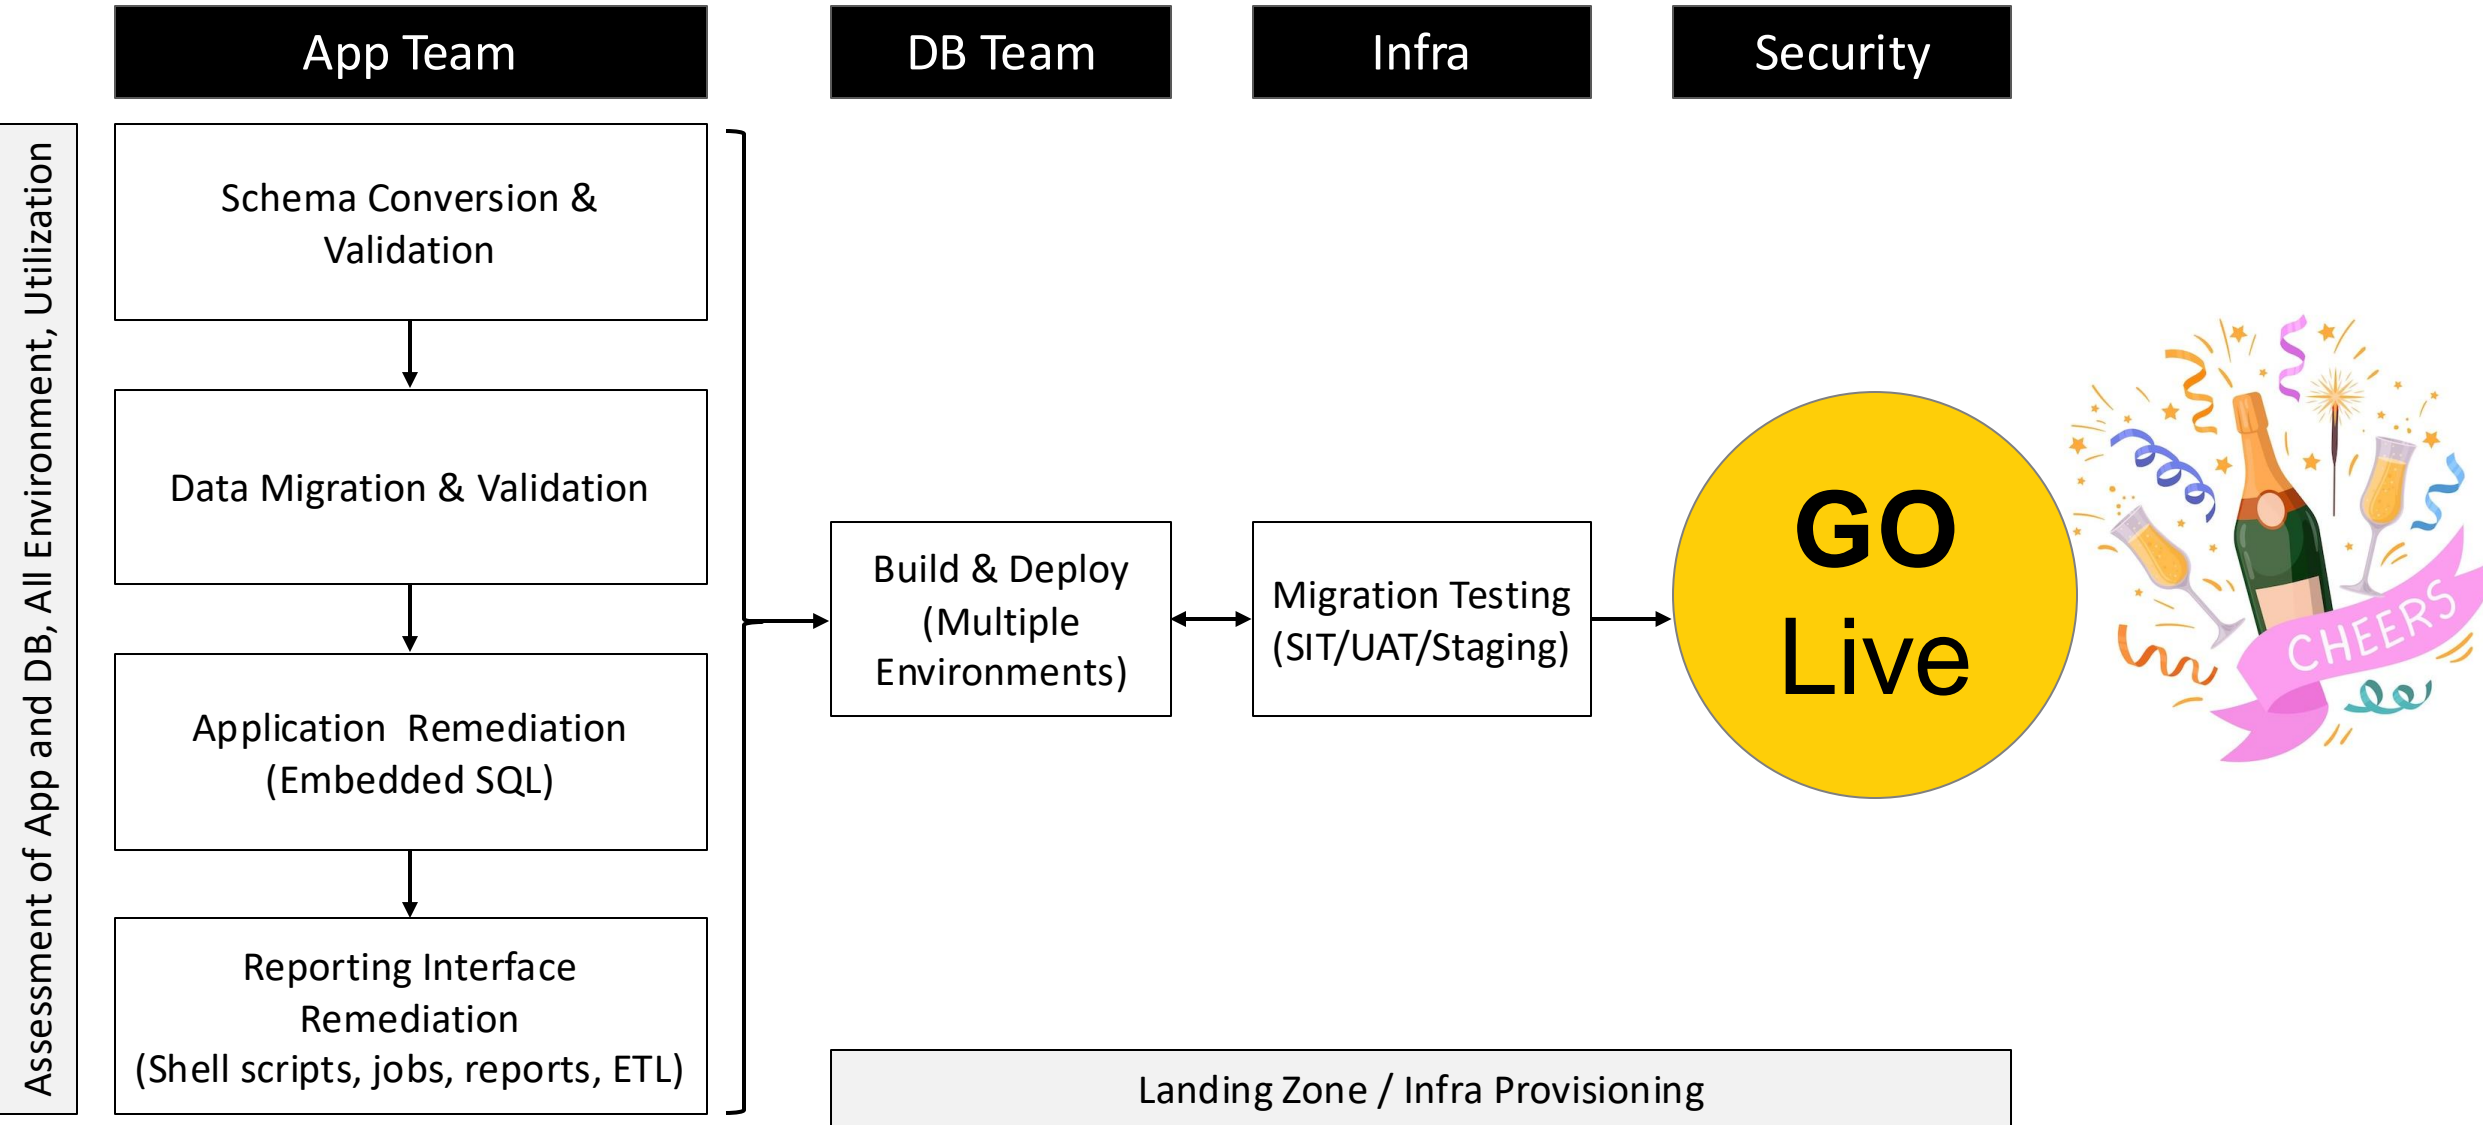 App Team
DB Team
Infra
Security
Assessment of App and DB, All Environment, Utilization
Schema Conversion &
Validation
Data Migration & Validation
Application  Remediation
(Embedded SQL)
Reporting Interface
Remediation
(Shell scripts, jobs, reports, ETL)
Build & Deploy
(Multiple
Environments)
Migration Testing
(SIT/UAT/Staging)
GO
Live
CHEERS
Landing Zone / Infra Provisioning